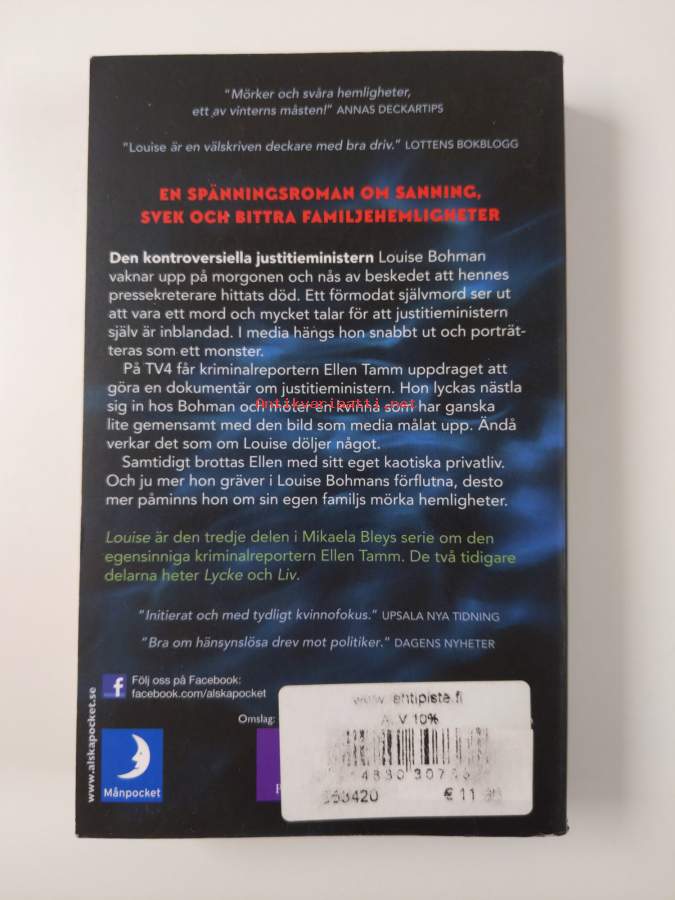 "Mörker och svåra hemligheter,
ett av vinterns måsten!" ANNAS DECKARTIPS
"Louise är en välskriven deckare med bra driv." LOTTENS BOKBLOGG
EN SPÄNNINGSROMAN OM SANNING,
SVEK OCH BITTRA FAMILJEHEMLIGHETER
Den kontroversiella justitieministern Louise Bohman
vaknar upp på morgonen och nås av beskedet att hennes
pressekreterare hittats död. Ett förmodat självmord ser ut
att vara ett mord och mycket talar för att justitieministern
själv är inblandad. I media hängs hon snabbt ut och porträt-
teras som ett monster.
På TV4 får kriminalreportern Ellen Tamm uppdraget att
göra en dokumentär om justitieministern. Hon lyckas nästla
sig in hos Bohman och möter en kvinna som har ganska
lite gemensamt med den bild som media målat upp. Ändå
verkar det som om Louise döljer något.
Samtidigt brottas Ellen med sitt eget kaotiska privatliv.
Och ju mer hon gräver i Louise Bohmans förflutna, desto
mer påminns hon om sin egen familjs mörka hemligheter.
Louise är den tredje delen i Mikaela Bleys serie om den
egensinniga kriminalreportern Ellen Tamm. De två tidigare
delarna heter Lycke och Liv.
"Initierat och med tydligt kvinnofokus." UPSALA NYA TIDNING
"Bra om hänsynslösa drev mot politiker." DAGENS NYHETER
Följ oss på Facebook:
facebook.com/alskapocket
Omslag:
www.alskapocket.se
Månpocket
10%
€ 11
Antikvariaatti.net